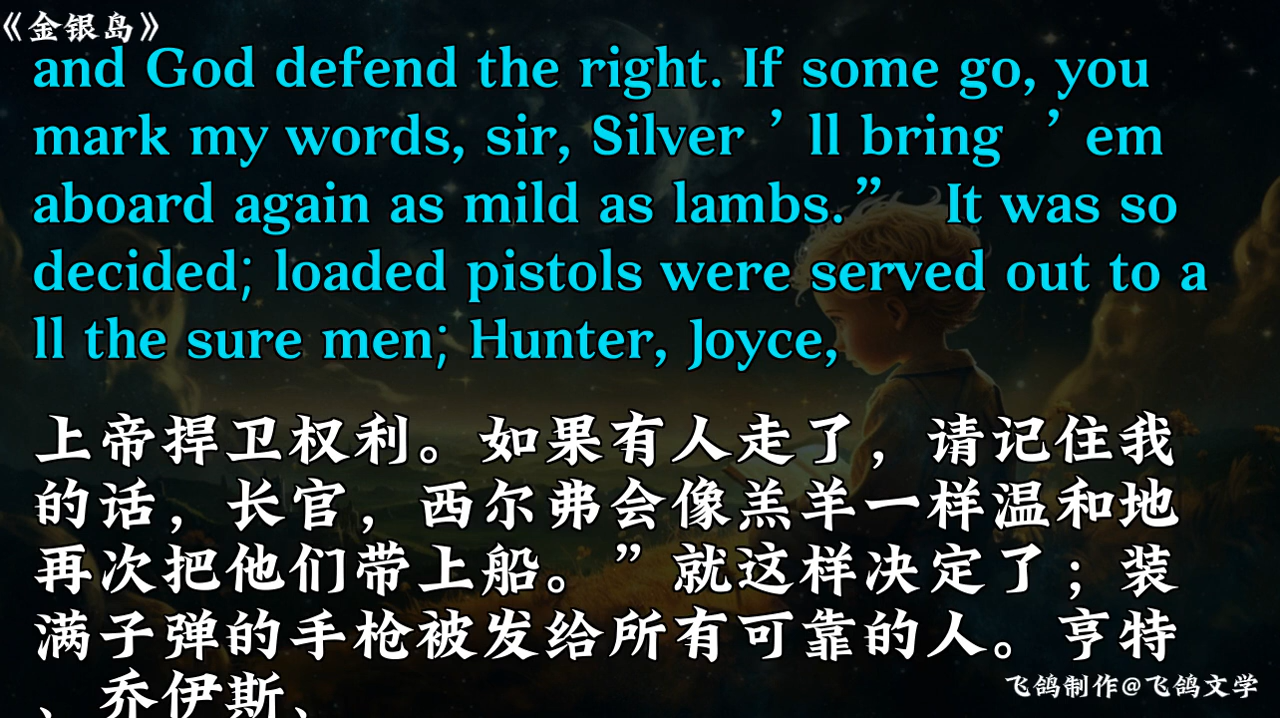 《金银岛》
and God defend the right. If some go, you
mark my words, sir, Silver ’ ll bring ’ em
aboard again as mild as lambs.” It was so
decided; loaded pistols were served out to a
ll the sure men; Hunter, Joyce,
上帝捍卫权利。如果有人走了，请记住我
的话，长官，西尔弗会像羔羊一样温和地
再次把他们带上船。”就这样决定了；装
满子弹的手枪被发给所有可靠的人。亨特
、乔伊斯、
飞鸽制作@飞鸽文学